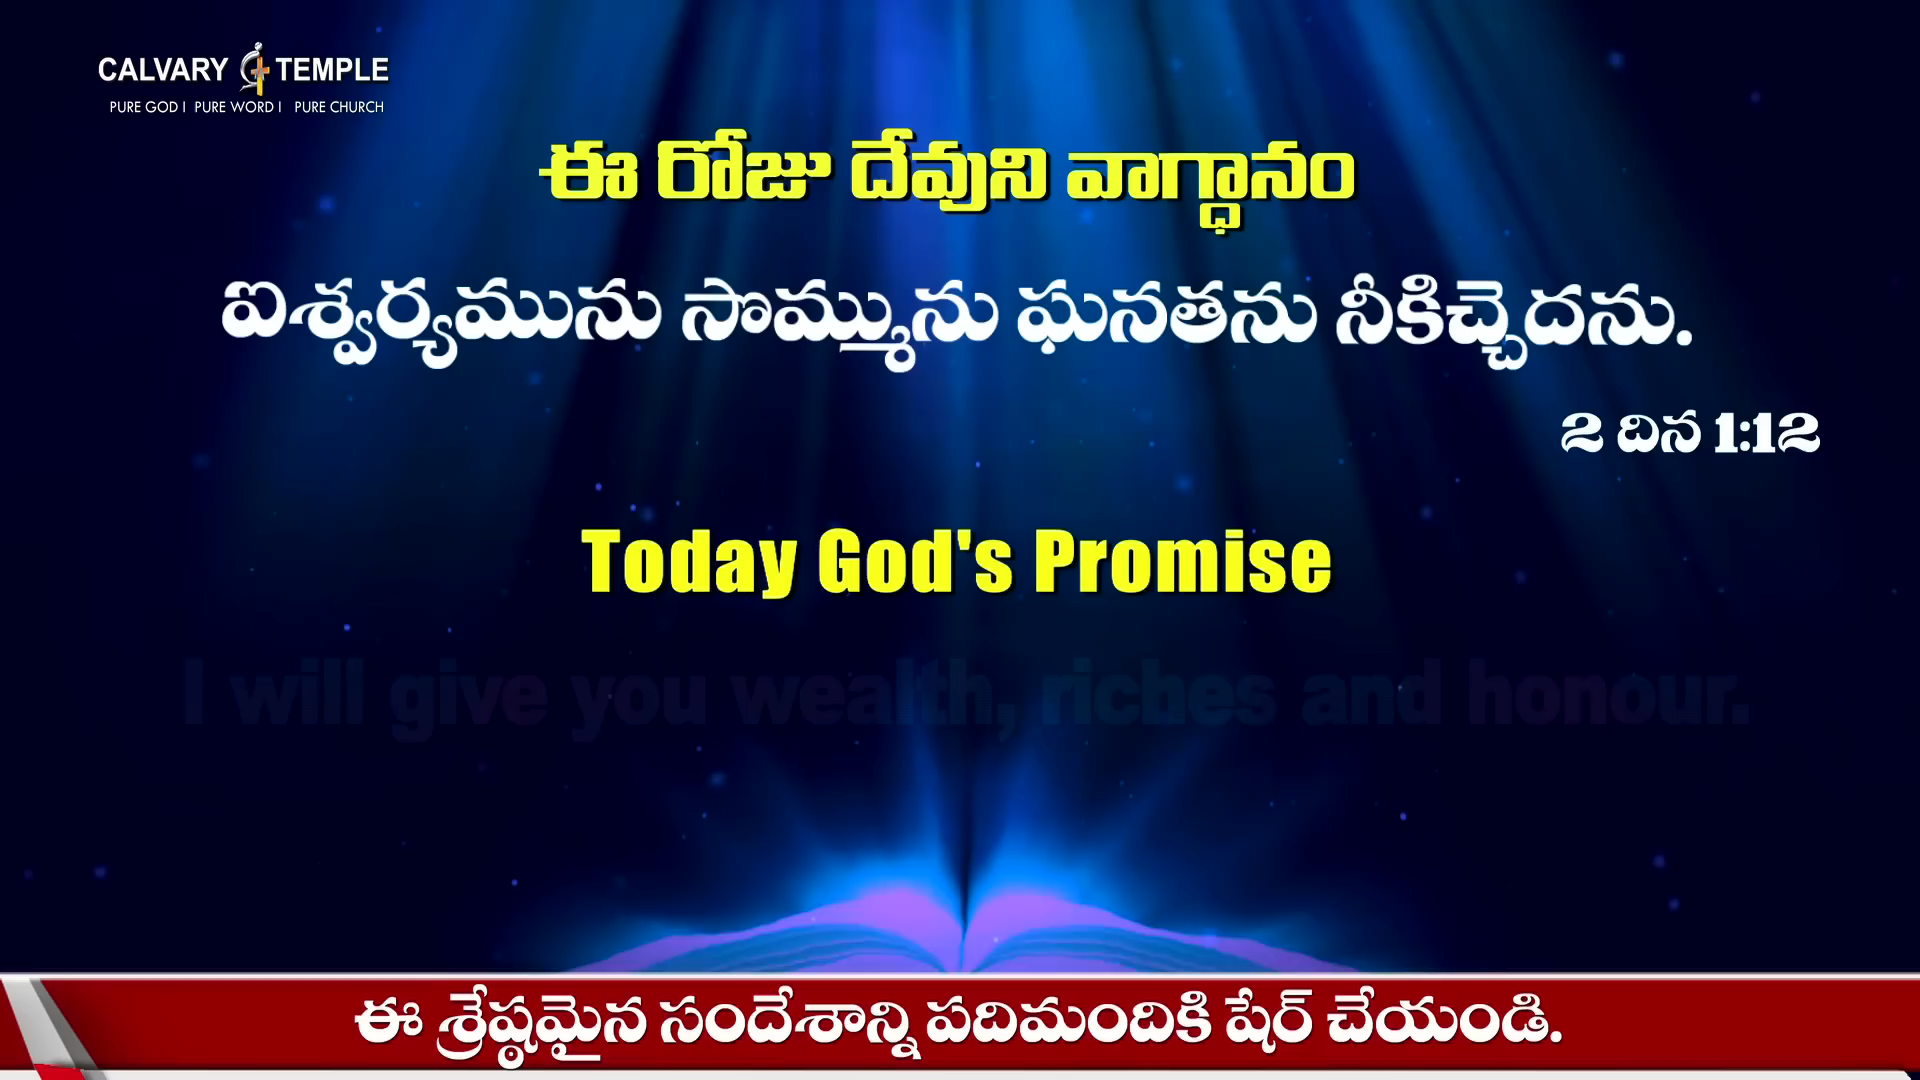 CALVARY TEMPLE
PURE GOD I PURE WORD I PURE CHURCH
ఈ రోజు దేవుని వాగ్ధానం
ఐశ్వర్యమును సొమ్మును ఘనతను నీకిచ్చెదను.
2 దిన 1:12
Today God's Promise
I will give you wealth, riches and honour.
ఈ శ్రేష్ఠమైన సందేశాన్ని పదిమందికి షేర్ చేయండి.